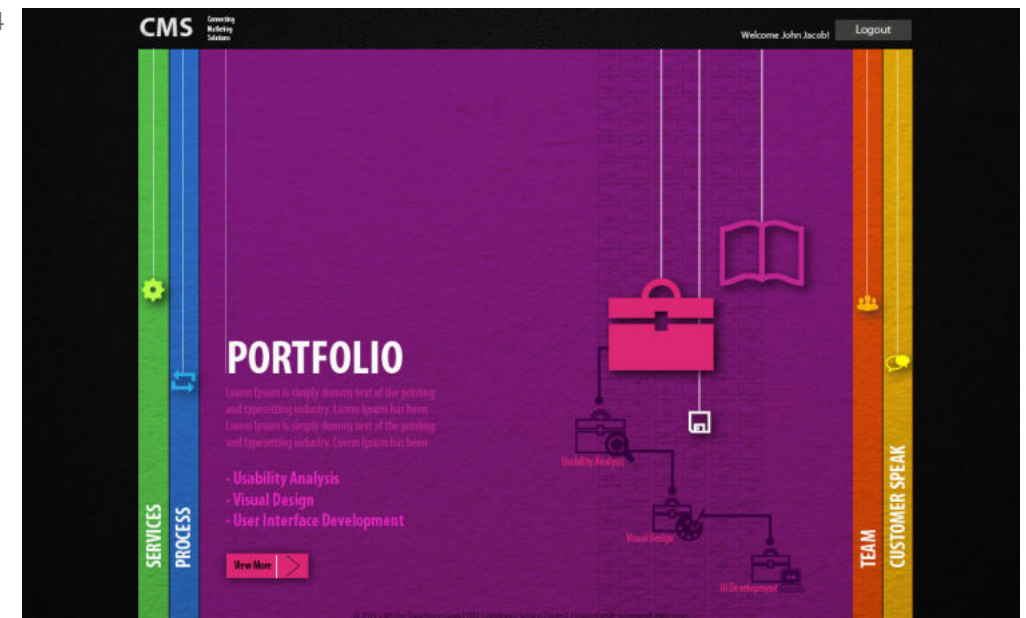 4
CMS
Connecting
Marketing
Solutions
Welcome John Jacob!
Logout
SERVICES
PROCESS
PORTFOLIO
Lorem Ipsum is simply dummy text of the printing
and typesetting industry. Lorem Ipsum has been
Lorem Ipsum is simply dummy text of the printing
and typesetting industry. Lorem Ipsum has been
- Usability Analysis
- Visual Design
- User Interface Development
View More
Usability Analysis
Visual Design
UI Development
TEAM
CUSTOMER SPEAK